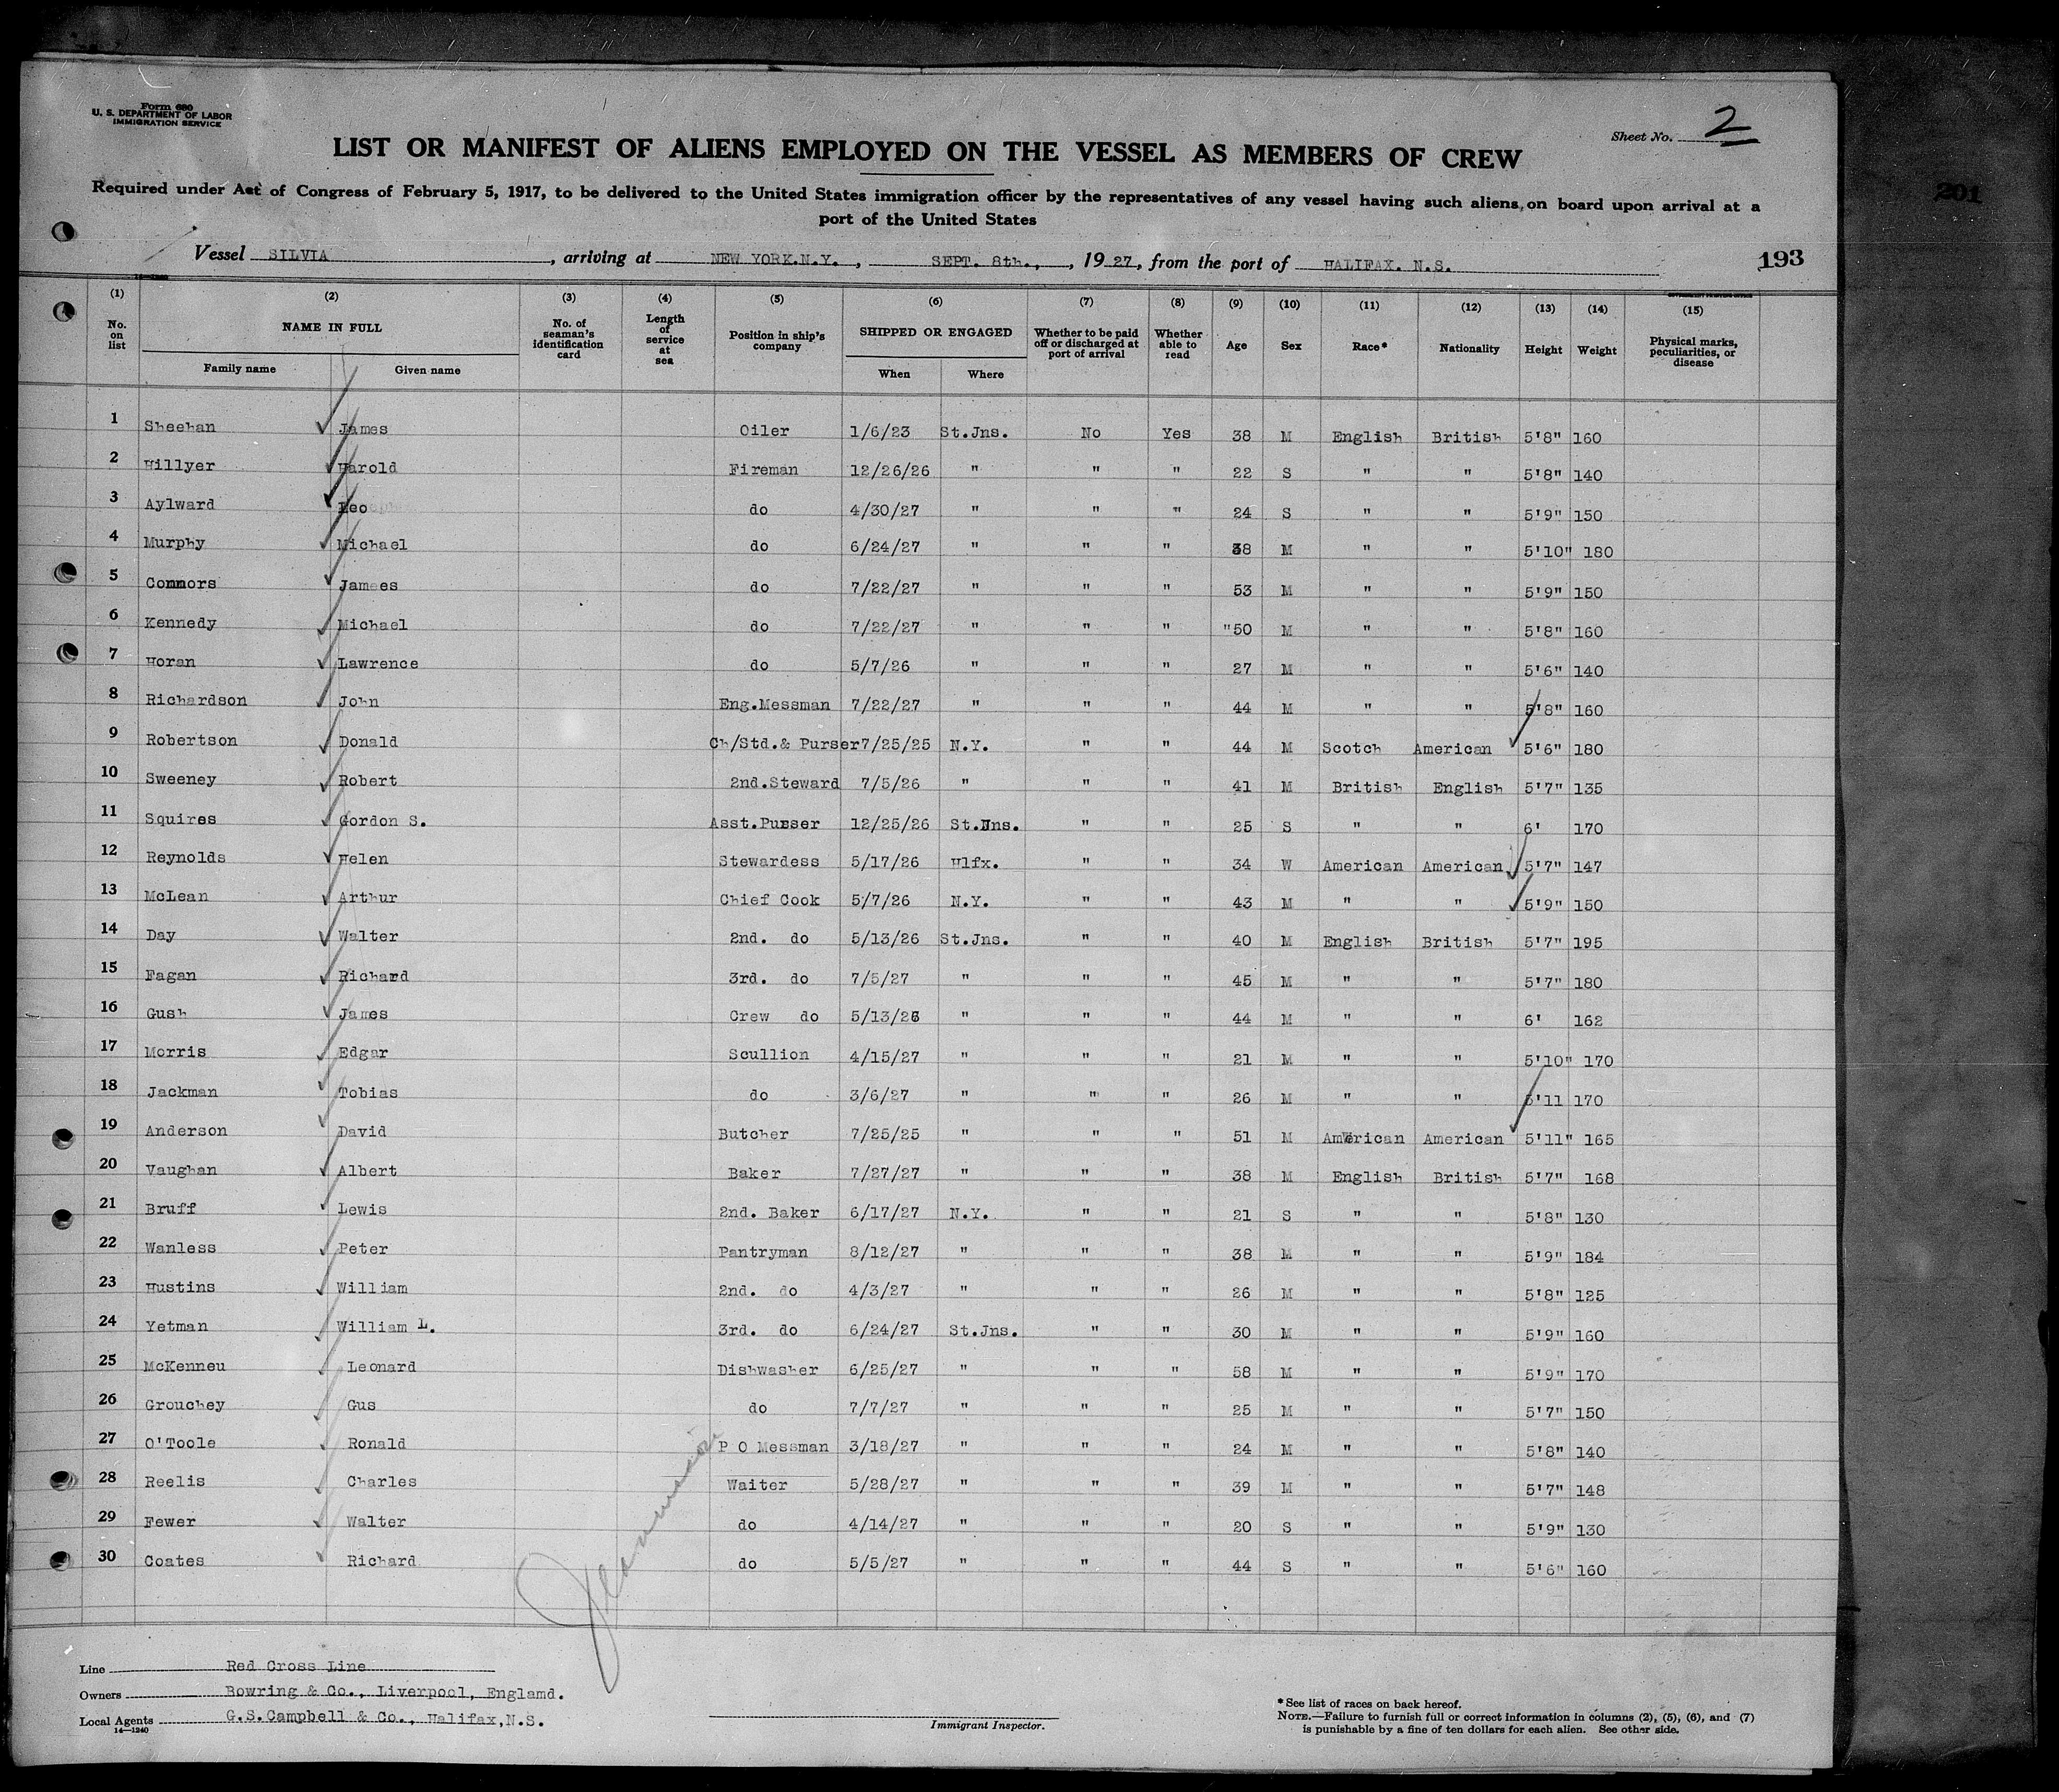 Form 680
U. S. DEPARTMENT OF LABOR
IMMIGRATION SERVICE
Sheet No. 2
LIST OR MANIFEST OF ALIENS EMPLOYED ON THE VESSEL AS MEMBERS OF CREW
201
Required under Act of Congress of February 5, 1917, to be delivered to the United States immigration officer by the representatives of any vessel having such aliens on board upon arrival at a
port of the United States
Vessel SILVIA, arriving at NEW YORK.N.Y., SEPT. 8th., 1927, from the port of HALIFAX. N.S. 193
(1) (2) (3) (4) (5) (6) (7) (8) (9) (10) (11) (12) (13) (14) (15)
No. on list NAME IN FULL Family name Given name No. of seaman's identification card Length of service at sea Position in ship's company SHIPPED OR ENGAGED When Where Whether to be paid off or discharged at port of arrival Whether able to read Age Sex Race* Nationality Height Weight Physical marks, peculiarities, or disease
1 Sheehan James Oiler 1/6/23 St.Jns. No Yes 38 M English British 5'8" 160
2 Hillyer Harold Fireman 12/26/26 " " " 22 S " " 5'8" 140
3 Aylward Leo do 4/30/27 " " " 24 S " " 5'9" 150
4 Murphy Michael do 6/24/27 " " " 38 M " " 5'10" 180
5 Connors Jamees do 7/22/27 " " " 53 M " " 5'9" 150
6 Kennedy Michael do 7/22/27 " " " "50 M " " 5'8" 160
7 Horan Lawrence do 5/7/26 " " " 27 M " " 5'6" 140
8 Richardson John Eng.Messman 7/22/27 " " " 44 M " " 5'8" 160
9 Robertson Donald Ch/Std.& Purser 7/25/25 N.Y. " " 44 M Scotch American 5'6" 180
10 Sweeney Robert 2nd.Steward 7/5/26 " " " 41 M British English 5'7" 135
11 Squires Gordon S. Asst.Purser 12/25/26 St.Jns. " " 25 S " " 6' 170
12 Reynolds Helen Stewardess 5/17/26 Hlfx. " " 34 W American American 5'7" 147
13 McLean Arthur Chief Cook 5/7/26 N.Y. " " 43 M " " 5'9" 150
14 Day Walter 2nd. do 5/13/26 St.Jns. " " 40 M English British 5'7" 195
15 Fagan Richard 3rd. do 7/5/27 " " " 45 M " " 5'7" 180
16 Gush James Crew do 5/13/26 " " " 44 M " " 6' 162
17 Morris Edgar Scullion 4/15/27 " " " 21 M " " 5'10" 170
18 Jackman Tobias do 3/6/27 " " " 26 M " " 5'11 170
19 Anderson David Butcher 7/25/25 " " " 51 M American American 5'11" 165
20 Vaughan Albert Baker 7/27/27 " " " 38 M English British 5'7" 168
21 Bruff Lewis 2nd. Baker 6/17/27 N.Y. " " 21 S " " 5'8" 130
22 Wanless Peter Pantryman 8/12/27 " " " 38 M " " 5'9" 184
23 Hustins William 2nd. do 4/3/27 " " " 26 M " " 5'8" 125
24 Yetman William L. 3rd. do 6/24/27 St.Jns. " " 30 M " " 5'9" 160
25 McKenneu Leonard Dishwasher 6/25/27 " " " 58 M " " 5'9" 170
26 Grouchey Gus do 7/7/27 " " " 25 M " " 5'7" 150
27 O'Toole Ronald P O Messman 3/18/27 " " " 24 M " " 5'8" 140
28 Reelis Charles Waiter 5/28/27 " " " 39 M " " 5'7" 148
29 Fewer Walter do 4/14/27 " " " 20 S " " 5'9" 130
30 Coates Richard do 5/5/27 " " " 44 S " " 5'6" 160
Line Red Cross Line
Owners Bowring & Co., Liverpool, Englamd.
Local Agents G.S.Campbell & Co., Halifax,N.S.
14—1240
Immigrant Inspector.
* See list of races on back hereof.
NOTE.—Failure to furnish full or correct information in columns (2), (5), (6), and (7)
is punishable by a fine of ten dollars for each alien. See other side.